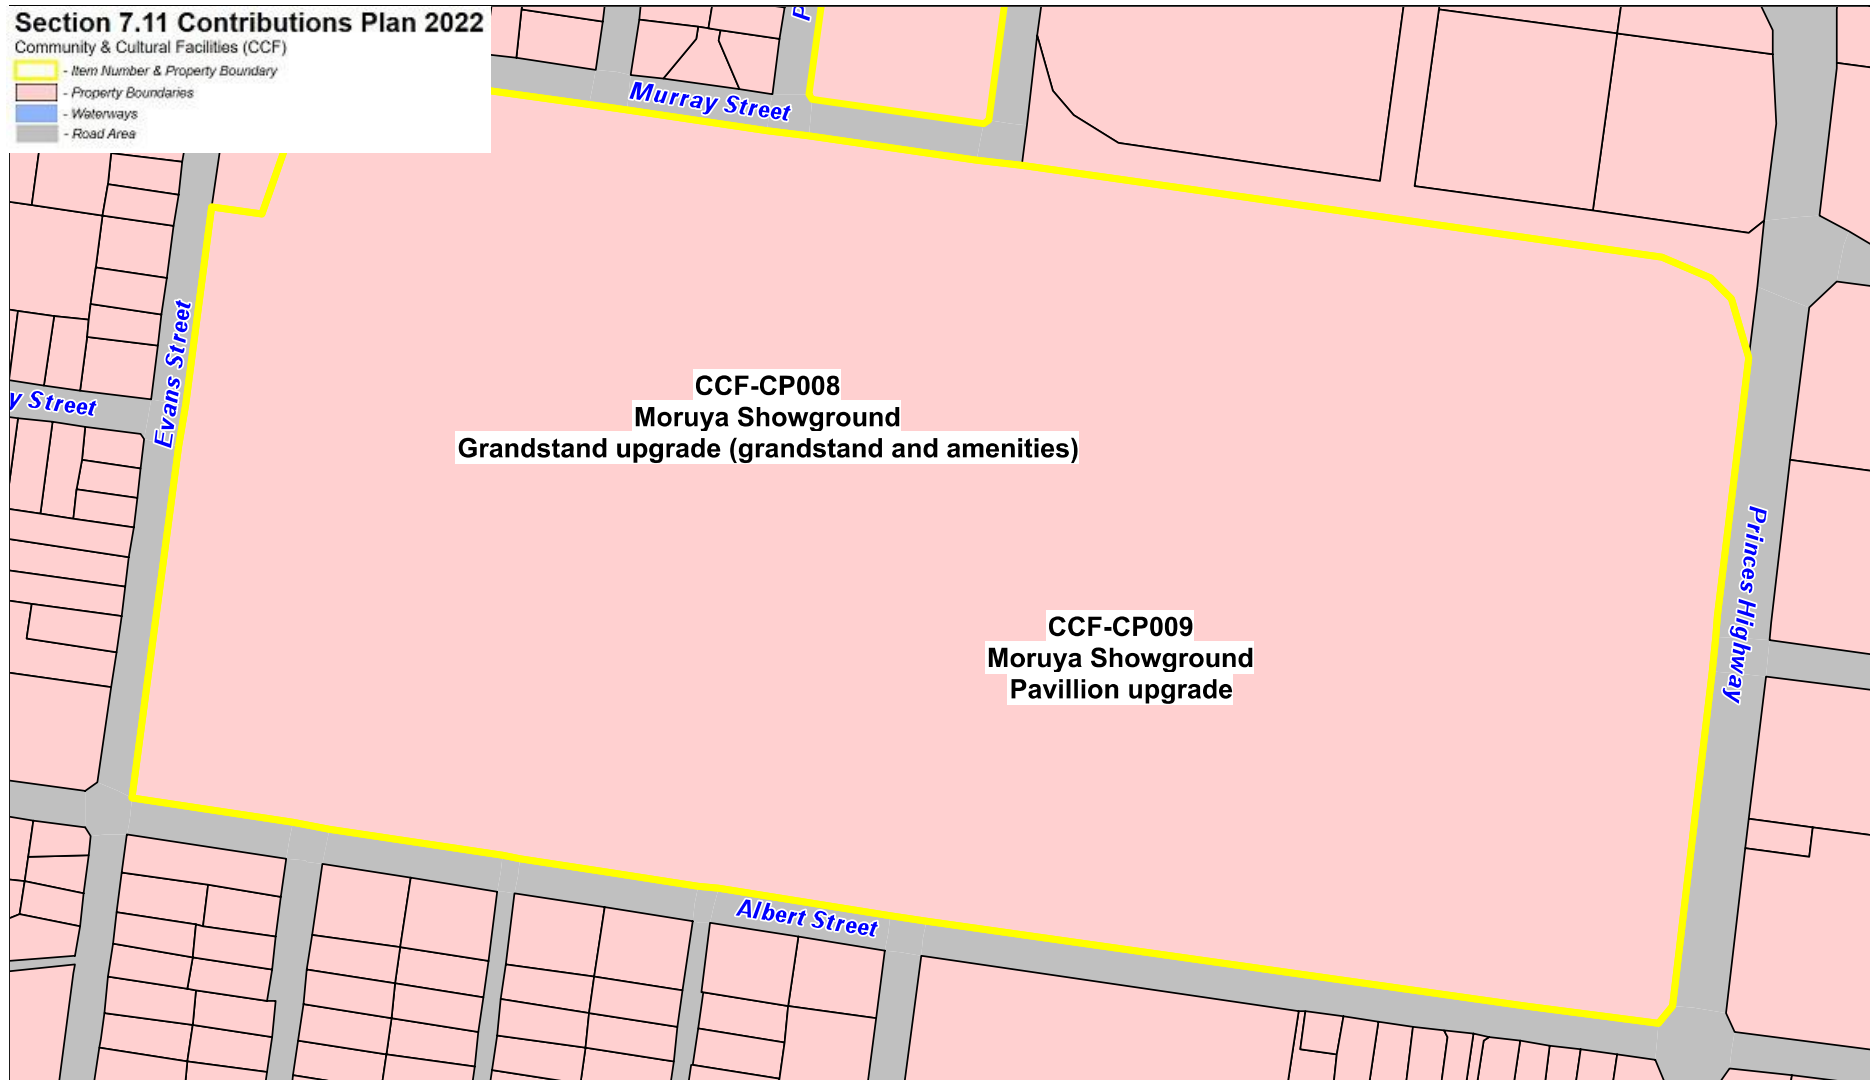 Section 7.11 Contributions Plan 2022
Community & Cultural Facilities (CCF)
- Item Number & Property Boundary
- Property Boundaries
- Waterways
- Road Area
P
Murray Street
Evans Street
y Street
CCF-CP008
Moruya Showground
Grandstand upgrade (grandstand and amenities)
CCF-CP009
Moruya Showground
Pavillion upgrade
Princes Highway
Albert Street